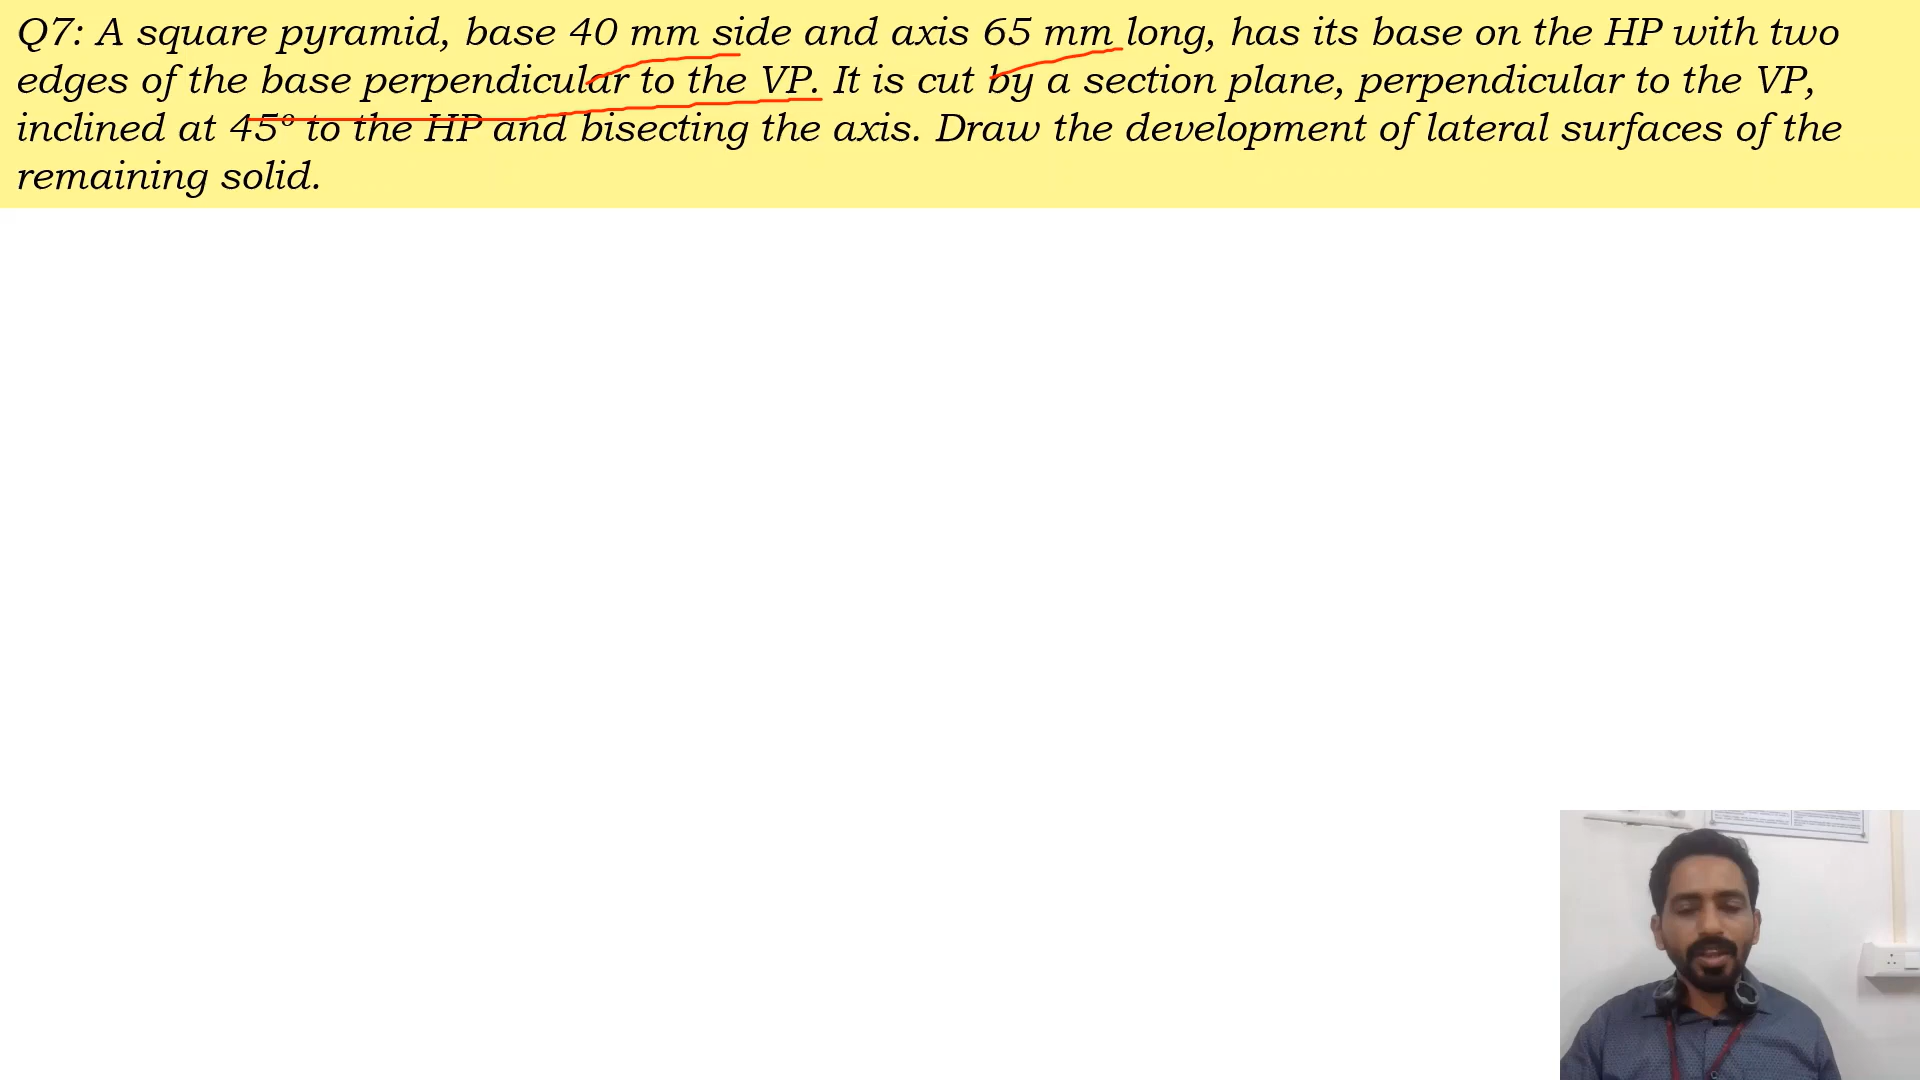 Q7: A square pyramid, base 40 mm side and axis 65 mm long, has its base on the HP with two
edges of the base perpendicular to the VP. It is cut by a section plane, perpendicular to the VP,
inclined at 45° to the HP and bisecting the axis. Draw the development of lateral surfaces of the
remaining solid.